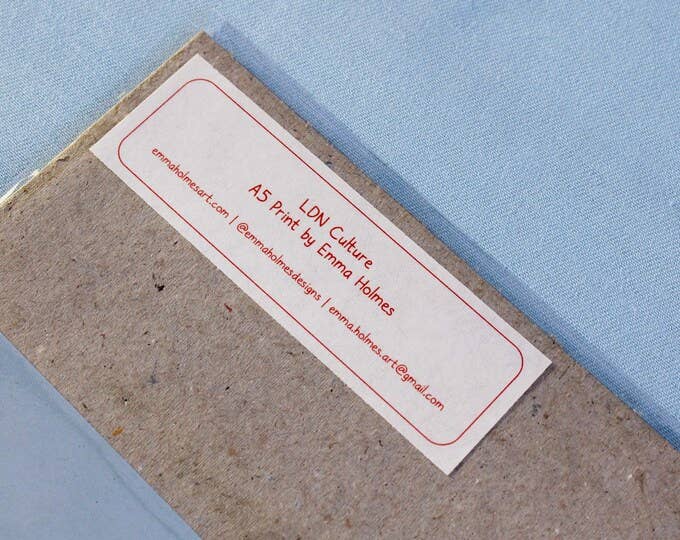 LDN Culture
A5 Print by Emma Holmes
emmaholmesart.com | @emmaholmesdesigns | emma.holmes.art@gmail.com